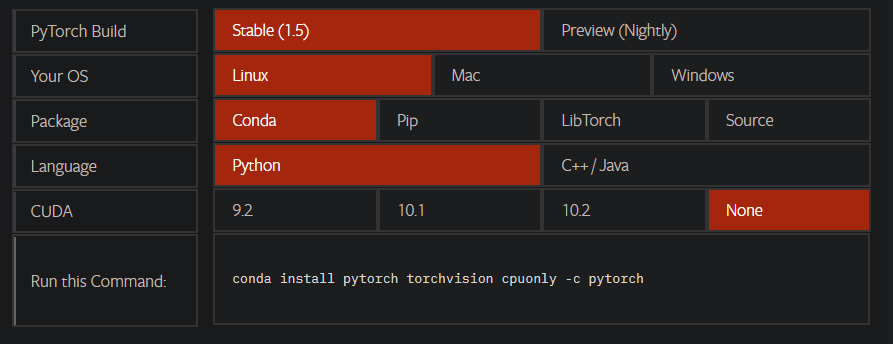 PyTorch Build Stable (1.5) Preview (Nightly)
Your OS Linux Mac Windows
Package Conda Pip LibTorch Source
Language Python C++ / Java
CUDA 9.2 10.1 10.2 None
Run this Command: conda install pytorch torchvision cpuonly -c pytorch